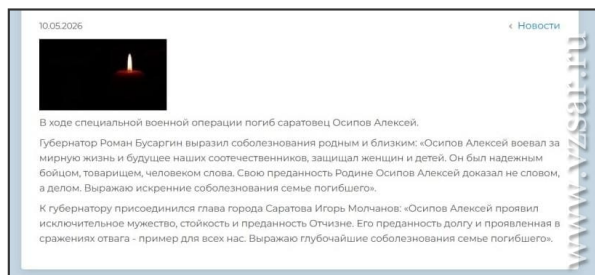 10.05.2026
‹ Новости
В ходе специальной военной операции погиб саратовец Осипов Алексей.
Губернатор Роман Бусаргин выразил соболезнования родным и близким: «Осипов Алексей воевал за
мирную жизнь и будущее наших соотечественников, защищал женщин и детей. Он был надежным
бойцом, товарищем, человеком слова. Свою преданность Родине Осипов Алексей доказал не словом,
а делом. Выражаю искренние соболезнования семье погибшего».
К губернатору присоединился глава города Саратова Игорь Молчанов: «Осипов Алексей проявил
исключительное мужество, стойкость и преданность Отчизне. Его преданность долгу и проявленная в
сражениях отвага - пример для всех нас. Выражаю глубочайшие соболезнования семье погибшего».
www.vzsar.ru